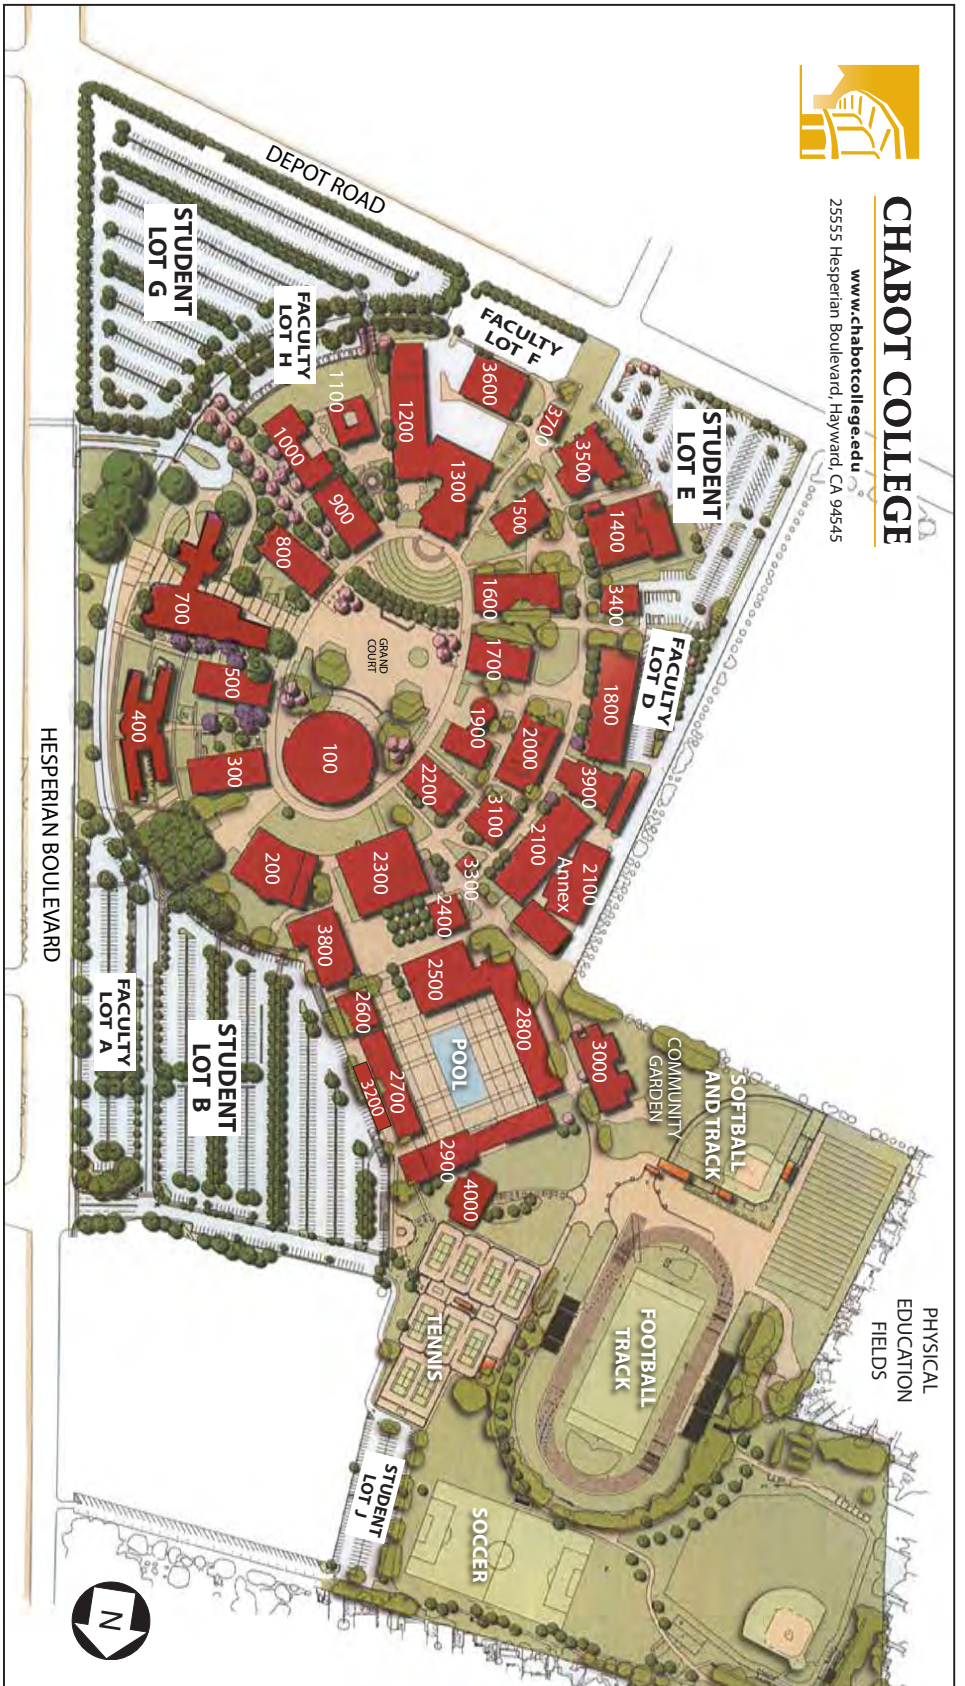 CHABOT COLLEGE
www.chabotcollege.edu
25555 Hesperian Boulevard, Hayward, CA 94545
DEPOT ROAD
STUDENT
LOT G
FACULTY
LOT H
FACULTY
LOT F
STUDENT
LOT E
FACULTY
LOT D
3600
3700
3500
1100
1200
1000
1300
900
1500
1400
800
3400
1600
700
GRAND
COURT
1700
500
1800
400
1900
2000
100
300
2200
3900
3100
2100
2100
Annex
200
2300
3300
2400
HESPERIAN BOULEVARD
3800
2500
2600
2800
POOL
3000
2700
3200
FACULTY
LOT A
STUDENT
LOT B
COMMUNITY
GARDEN
SOFTBALL
AND TRACK
2900
4000
PHYSICAL
EDUCATION
FIELDS
FOOTBALL
TRACK
TENNIS
STUDENT
LOT J
SOCCER
N